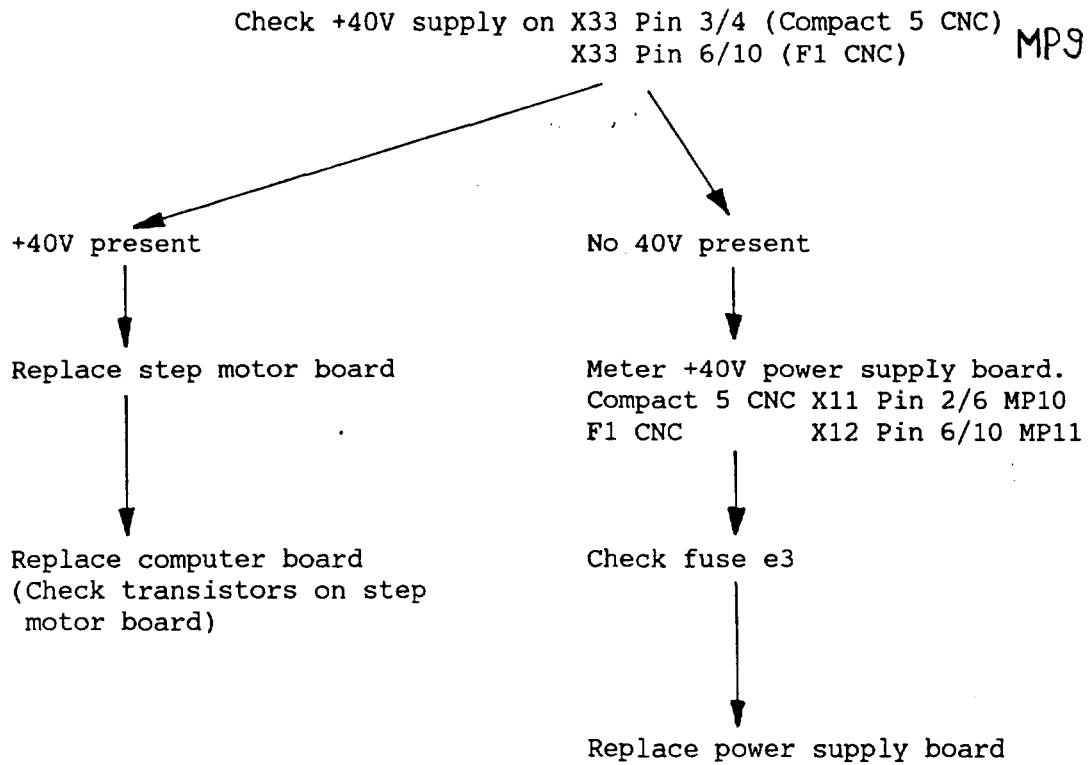 Check +40V supply on X33 Pin 3/4 (Compact 5 CNC)
X33 Pin 6/10 (F1 CNC) MP9
+40V present
No 40V present
Replace step motor board
Meter +40V power supply board.
Compact 5 CNC X11 Pin 2/6 MP10
F1 CNC X12 Pin 6/10 MP11
Replace computer board
(Check transistors on step
motor board)
Check fuse e3
Replace power supply board